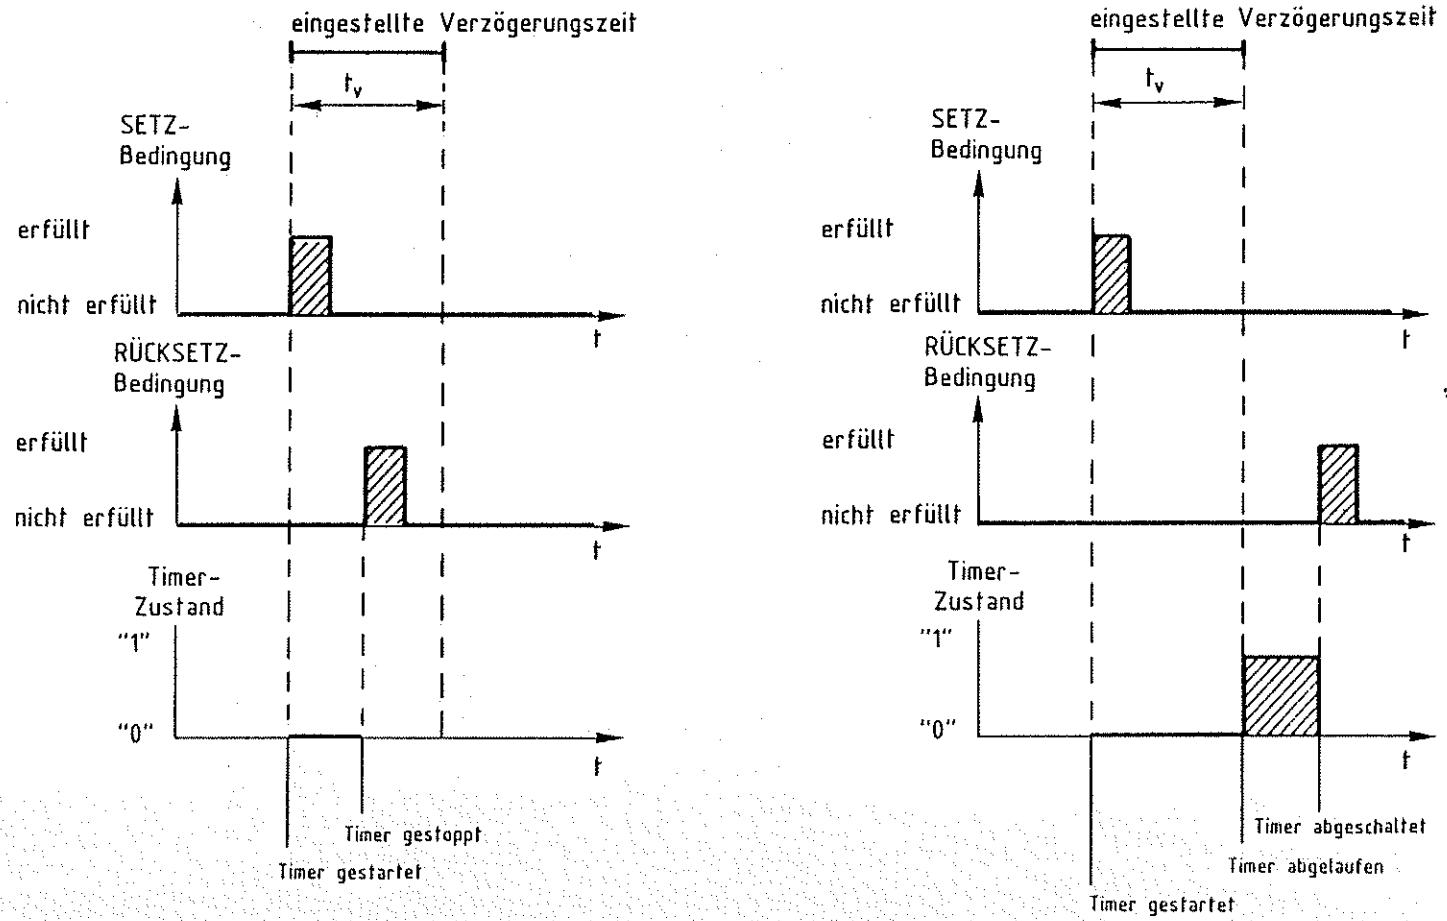 eingestellte Verzögerungszeit
tv
SETZ-
Bedingung
erfüllt
nicht erfüllt
t
RÜCKSETZ-
Bedingung
erfüllt
nicht erfüllt
t
Timer-
Zustand
"1"
"0"
t
Timer gestoppt
Timer gestartet
eingestellte Verzögerungszeit
tv
SETZ-
Bedingung
erfüllt
nicht erfüllt
t
RÜCKSETZ-
Bedingung
erfüllt
nicht erfüllt
t
Timer-
Zustand
"1"
"0"
t
Timer abgeschaltet
Timer abgelaufen
Timer gestartet